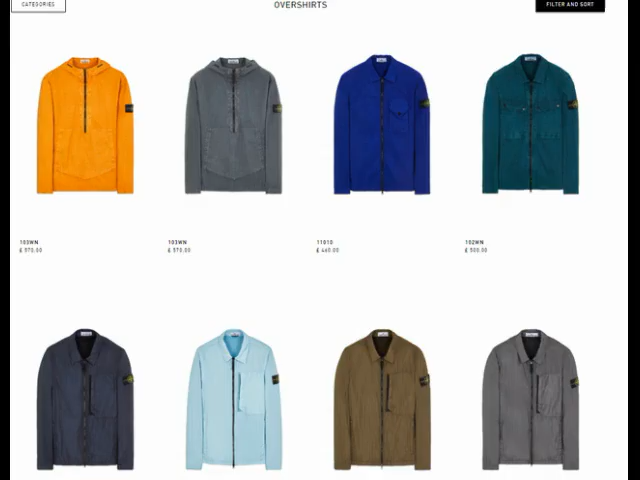 CATEGORIES
OVERSHIRTS
FILTER AND SORT
103WN
£ 570.00
103WN
£ 570.00
11010
£ 460.00
102WN
£ 500.00